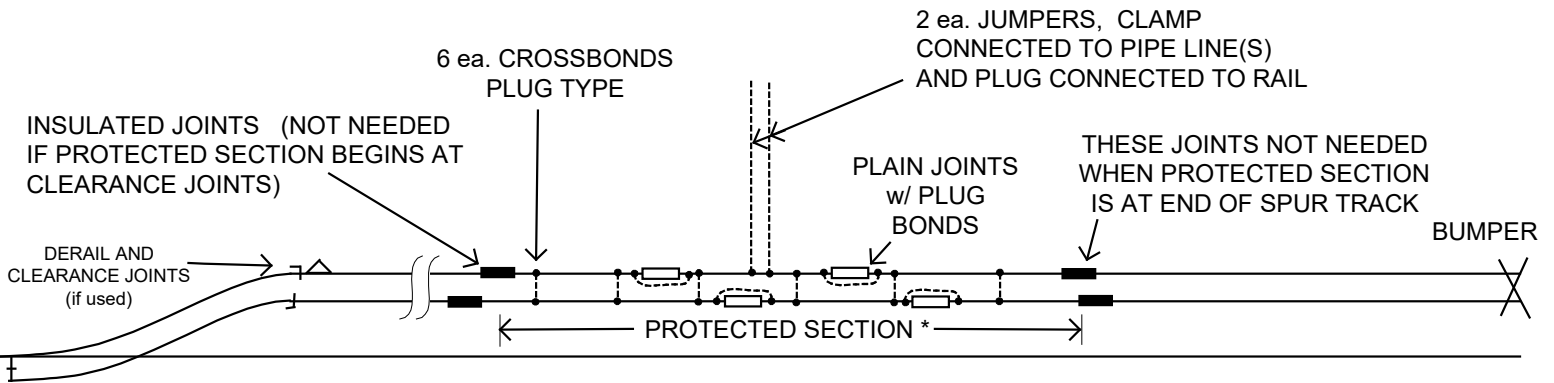 2 ea. JUMPERS, CLAMP
CONNECTED TO PIPE LINE(S)
AND PLUG CONNECTED TO RAIL
6 ea. CROSSBONDS
PLUG TYPE
INSULATED JOINTS (NOT NEEDED
IF PROTECTED SECTION BEGINS AT
CLEARANCE JOINTS)
THESE JOINTS NOT NEEDED
WHEN PROTECTED SECTION
IS AT END OF SPUR TRACK
PLAIN JOINTS
w/ PLUG
BONDS
BUMPER
DERAIL AND
CLEARANCE JOINTS
(if used)
PROTECTED SECTION *